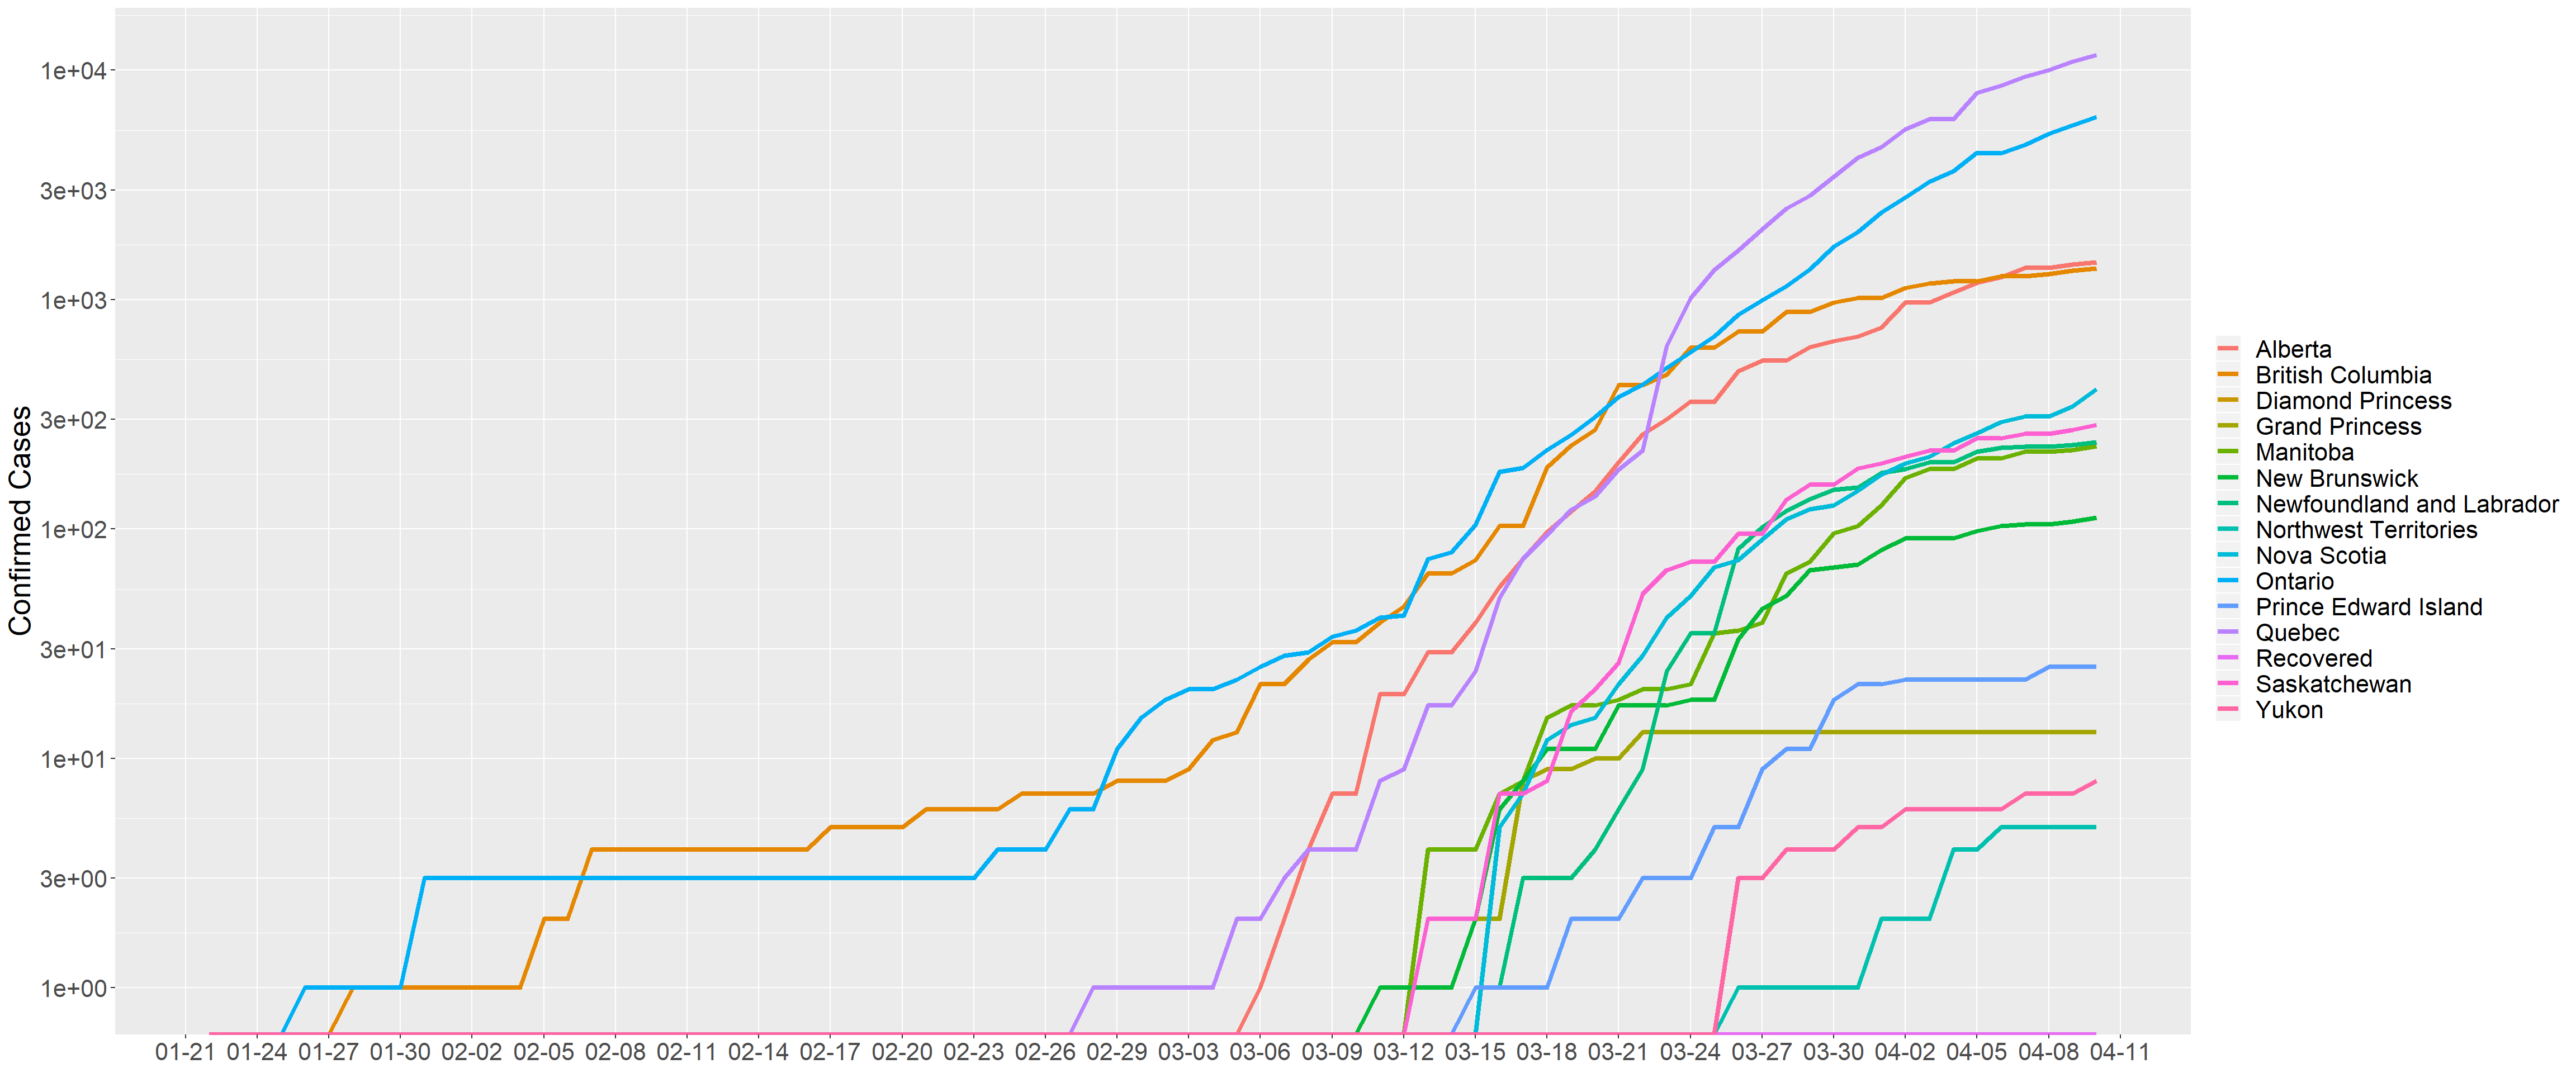 Confirmed Cases
1e+04
3e+03
1e+03
3e+02
1e+02
3e+01
1e+01
3e+00
1e+00
01-21 01-24 01-27 01-30 02-02 02-05 02-08 02-11 02-14 02-17 02-20 02-23 02-26 02-29 03-03 03-06 03-09 03-12 03-15 03-18 03-21 03-24 03-27 03-30 04-02 04-05 04-08 04-11
Alberta
British Columbia
Diamond Princess
Grand Princess
Manitoba
New Brunswick
Newfoundland and Labrador
Northwest Territories
Nova Scotia
Ontario
Prince Edward Island
Quebec
Recovered
Saskatchewan
Yukon